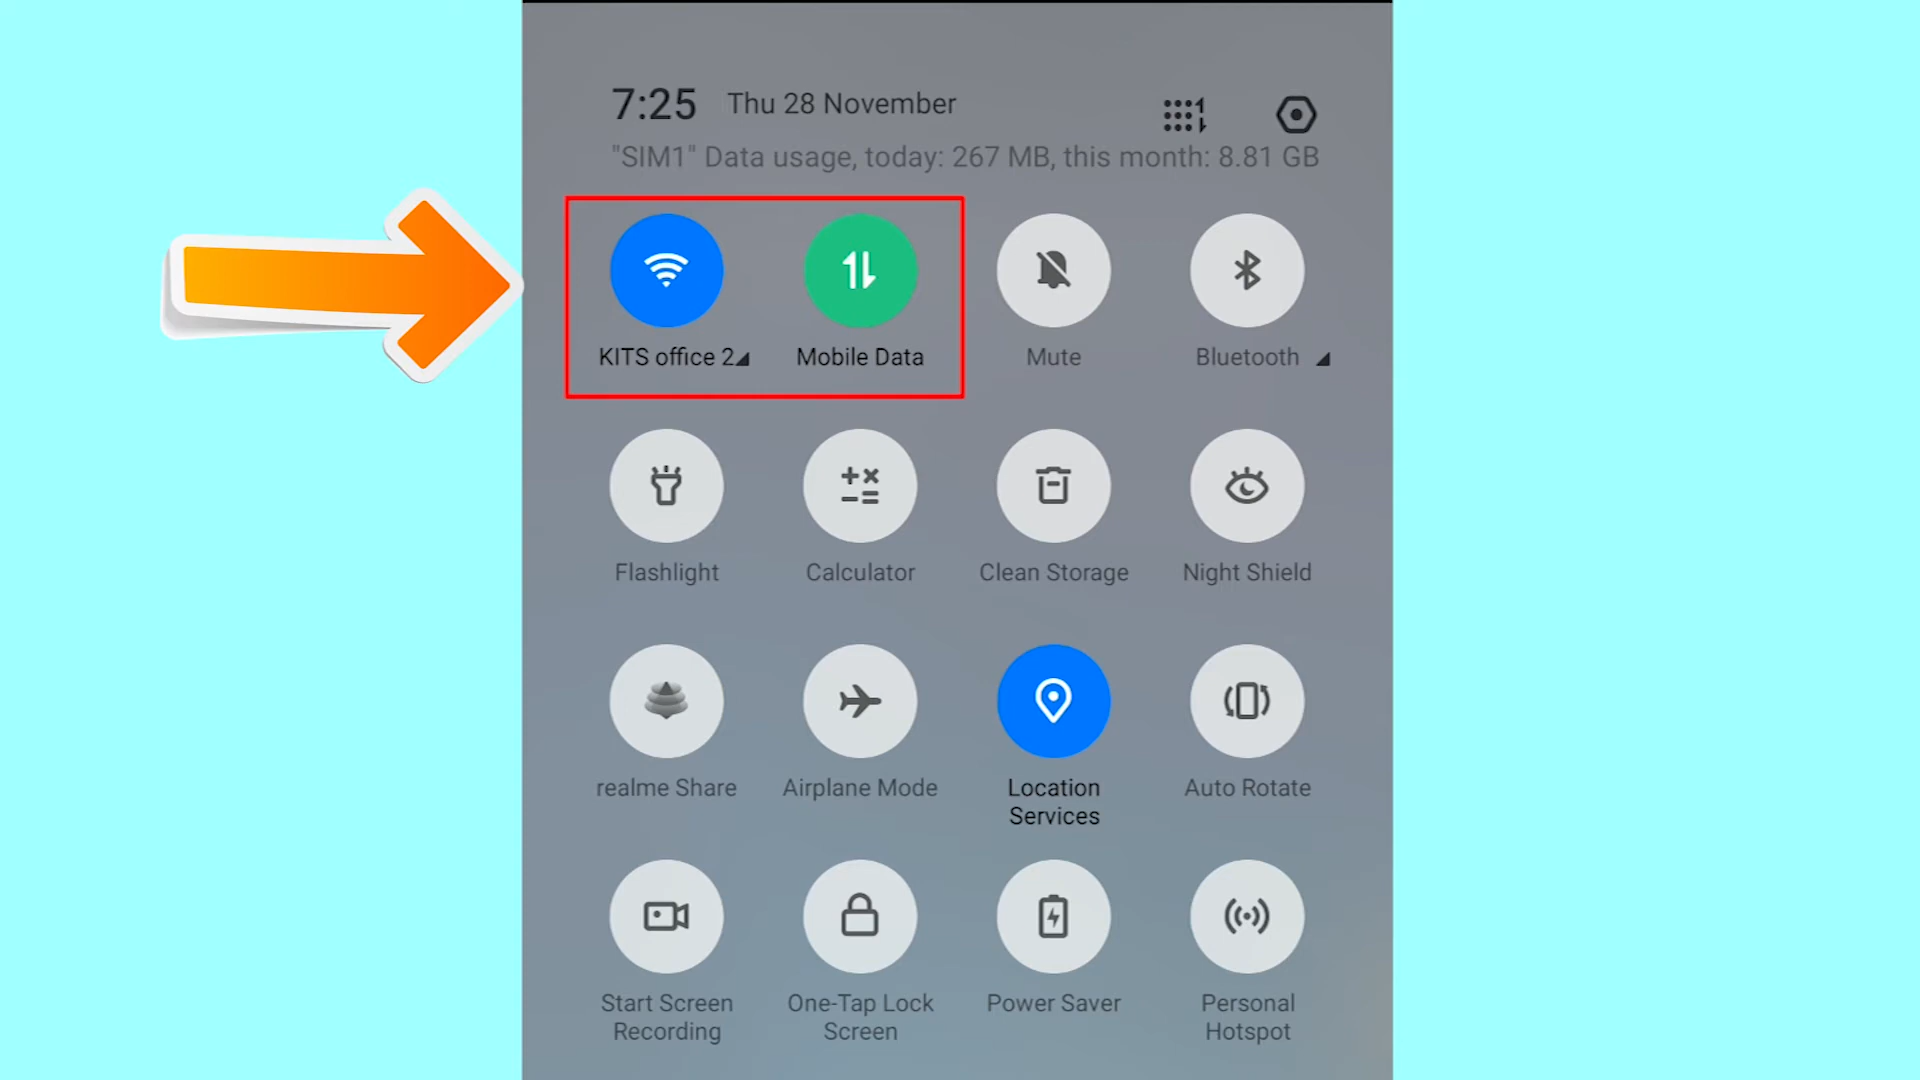 7:25 Thu 28 November
"SIM1" Data usage, today: 267 MB, this month: 8.81 GB
KITS office 2 Mobile Data Mute Bluetooth
Flashlight Calculator Clean Storage Night Shield
realme Share Airplane Mode Location Services Auto Rotate
Start Screen Recording One-Tap Lock Screen Power Saver Personal Hotspot